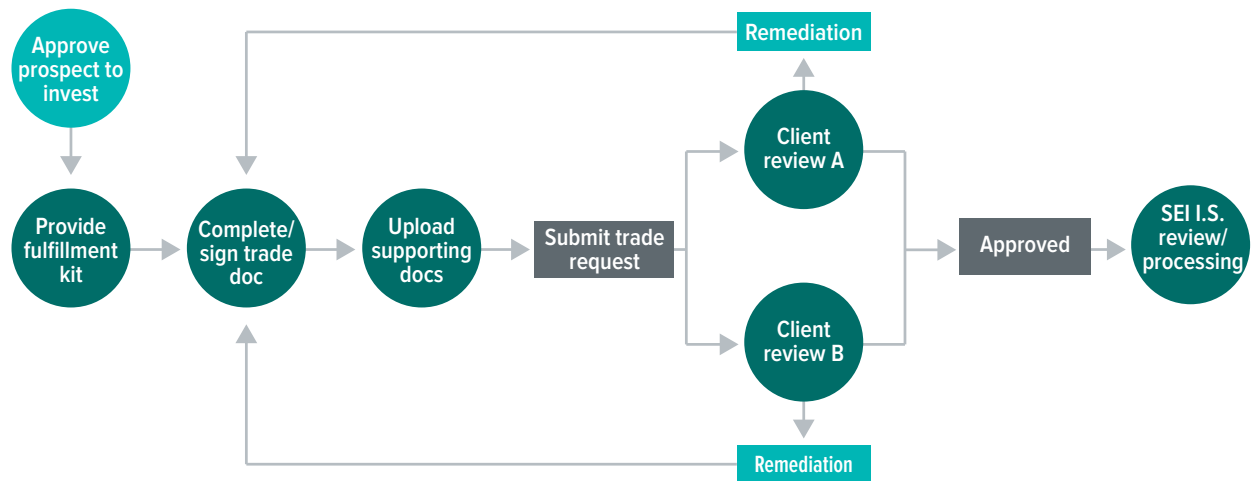 Approve
prospect to
invest
Provide
fulfillment
kit
Complete/
sign trade
doc
Upload
supporting
docs
Submit trade
request
Remediation
Client
review A
Client
review B
Remediation
Approved
SEI I.S.
review/
processing